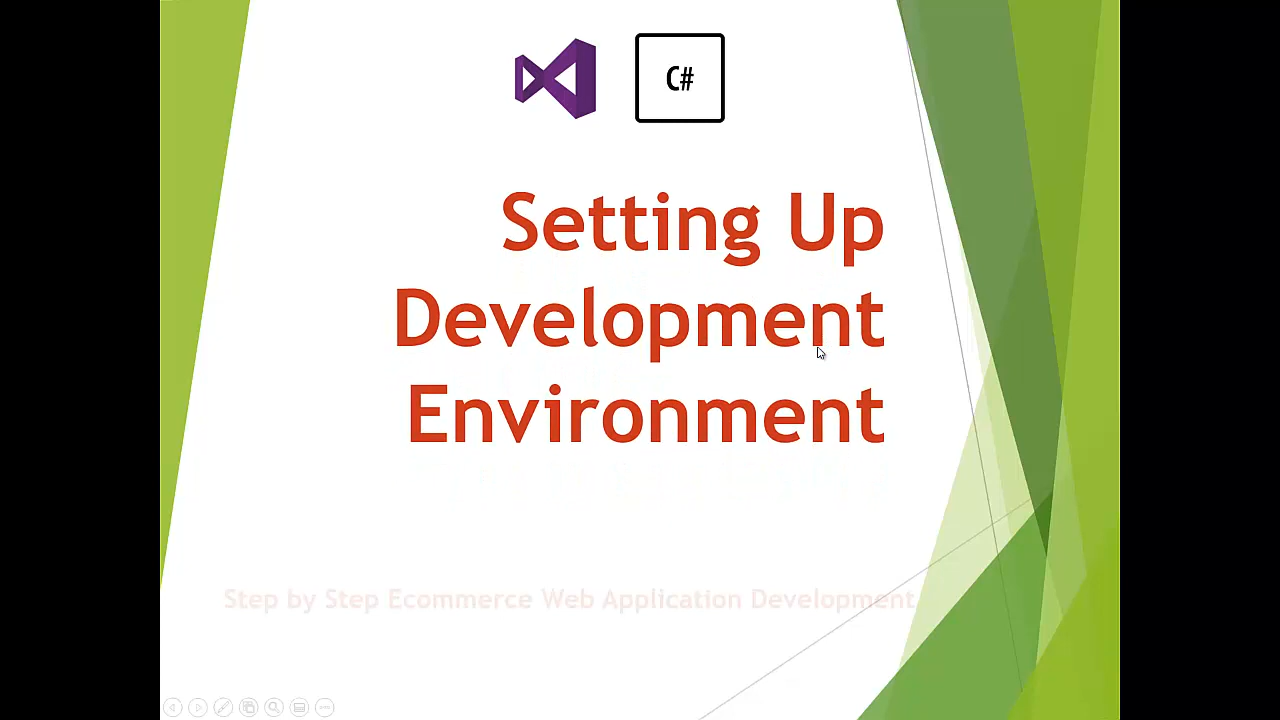 C#
Setting Up
Development
Environment
Step by Step Ecommerce Web Application Development